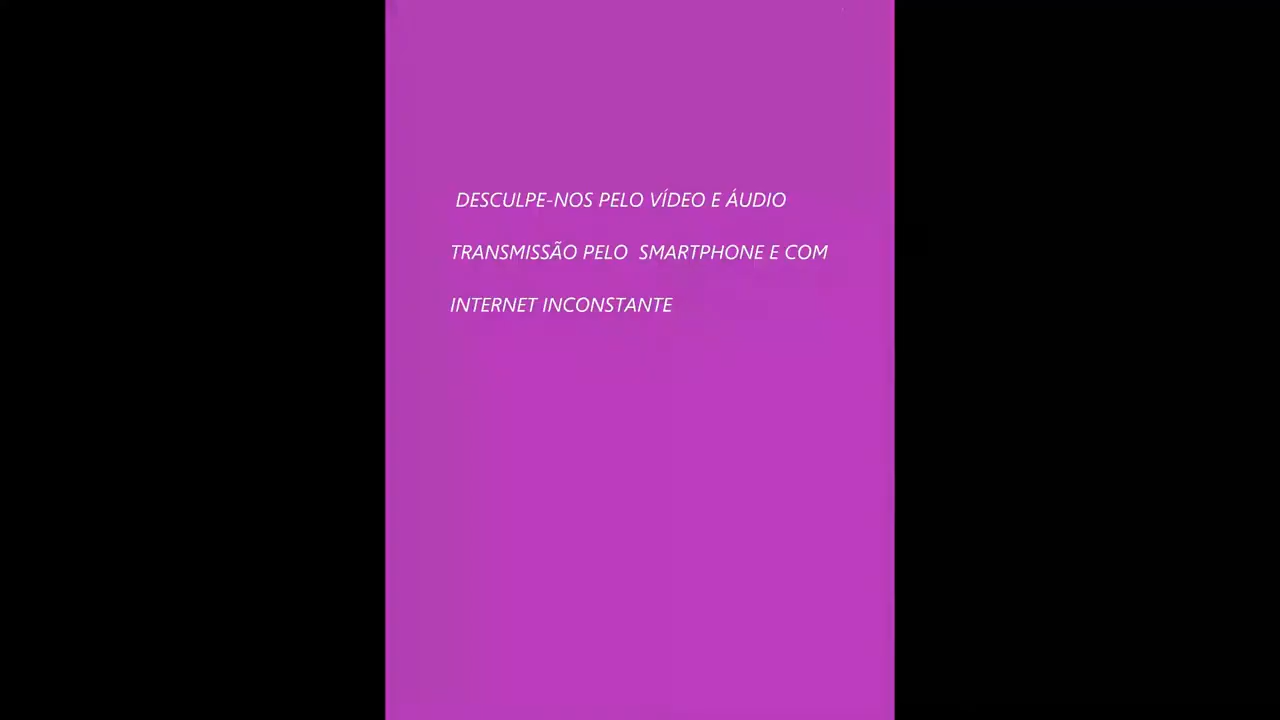 DESCULPE-NOS PELO VÍDEO E ÁUDIO
TRANSMISSÃO PELO SMARTPHONE E COM
INTERNET INCONSTANTE